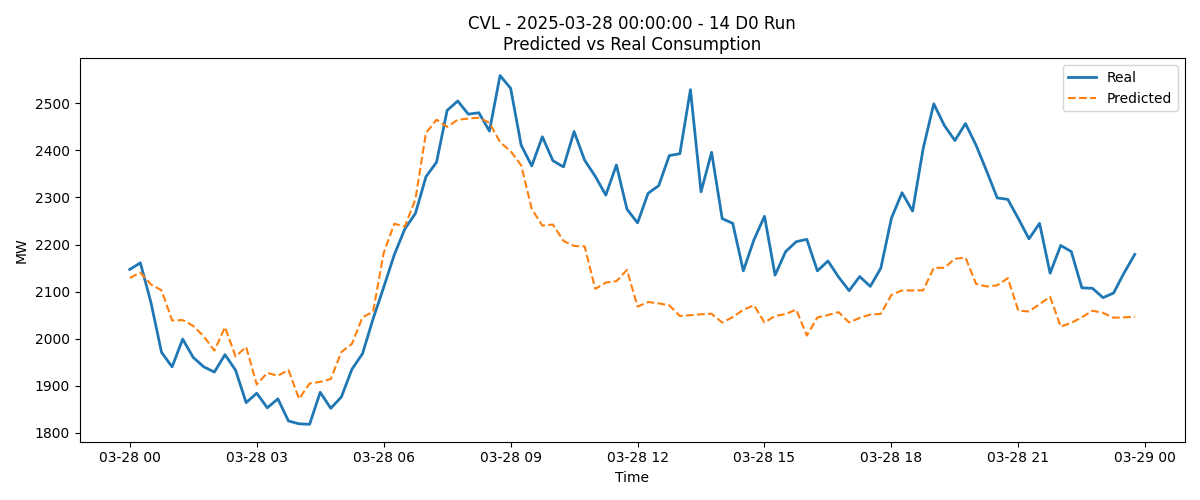 CVL - 2025-03-28 00:00:00 - 14 D0 Run
Predicted vs Real Consumption
Real
Predicted
MW
2500
2400
2300
2200
2100
2000
1900
1800
03-28 00
03-28 03
03-28 06
03-28 09
03-28 12
03-28 15
03-28 18
03-28 21
03-29 00
Time